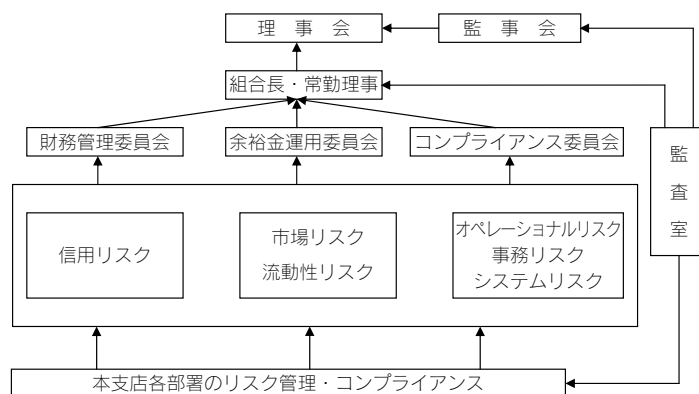 理　事　会
監　事　会
組合長・常勤理事
財務管理委員会
余裕金運用委員会
コンプライアンス委員会
監
査
室
信用リスク
市場リスク
流動性リスク
オペレーショナルリスク
事務リスク
システムリスク
本支店各部署のリスク管理・コンプライアンス